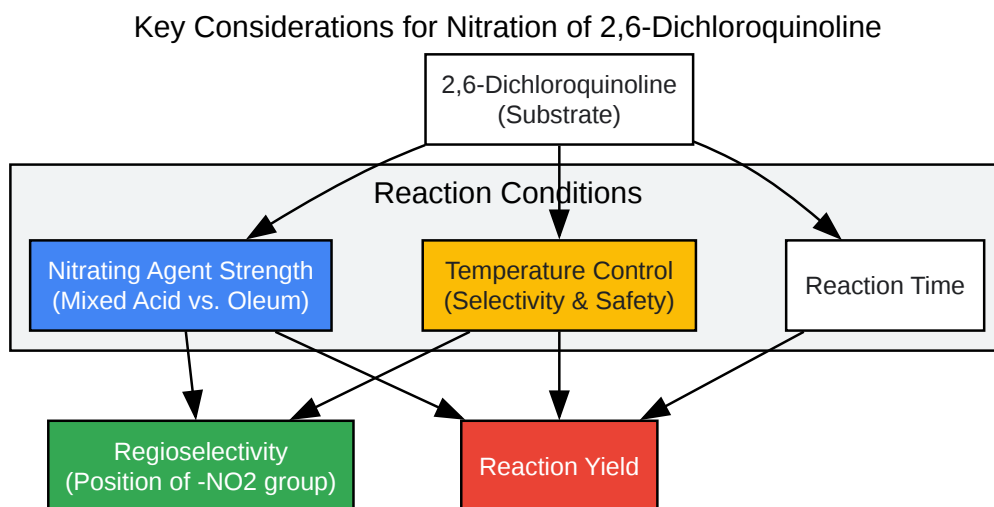 Key Considerations for Nitration of 2,6-Dichloroquinoline
2,6-Dichloroquinoline
(Substrate)
Reaction Conditions
Nitrating Agent Strength
(Mixed Acid vs. Oleum)
Temperature Control
(Selectivity & Safety)
Reaction Time
Regioselectivity
(Position of -NO2 group)
Reaction Yield